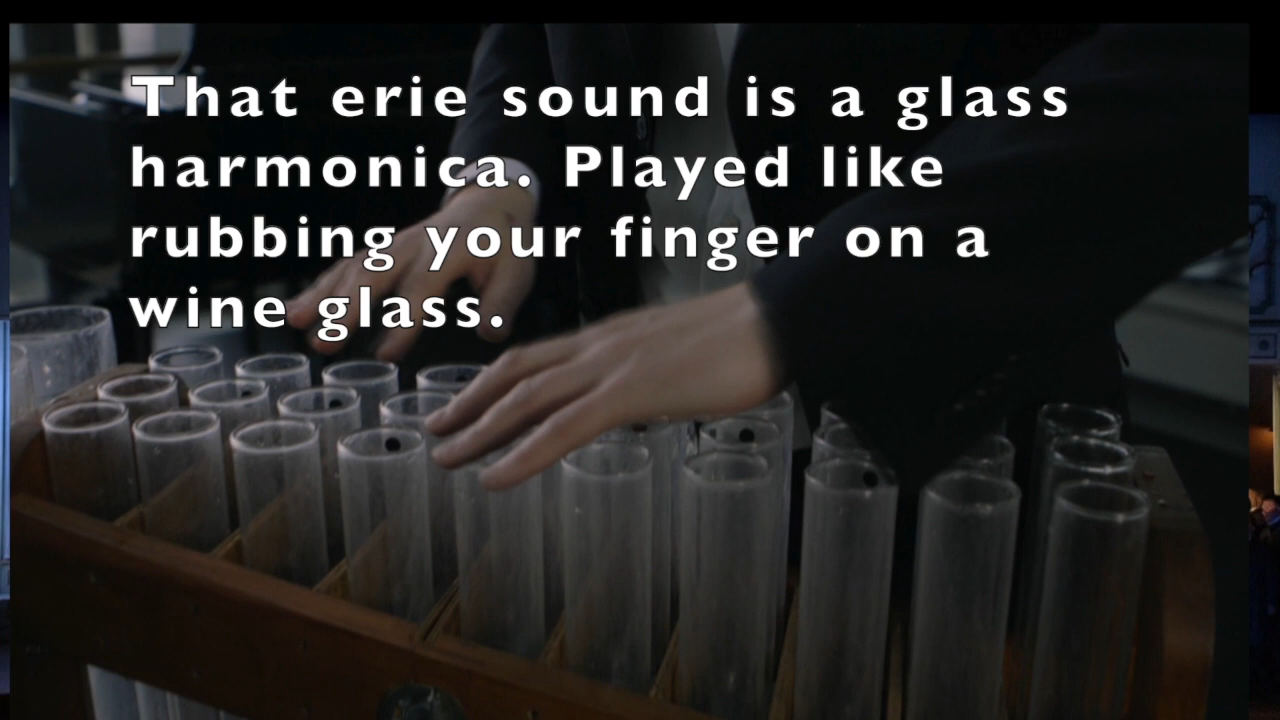 That erie sound is a glass
harmonica. Played like
rubbing your finger on a
wine glass.